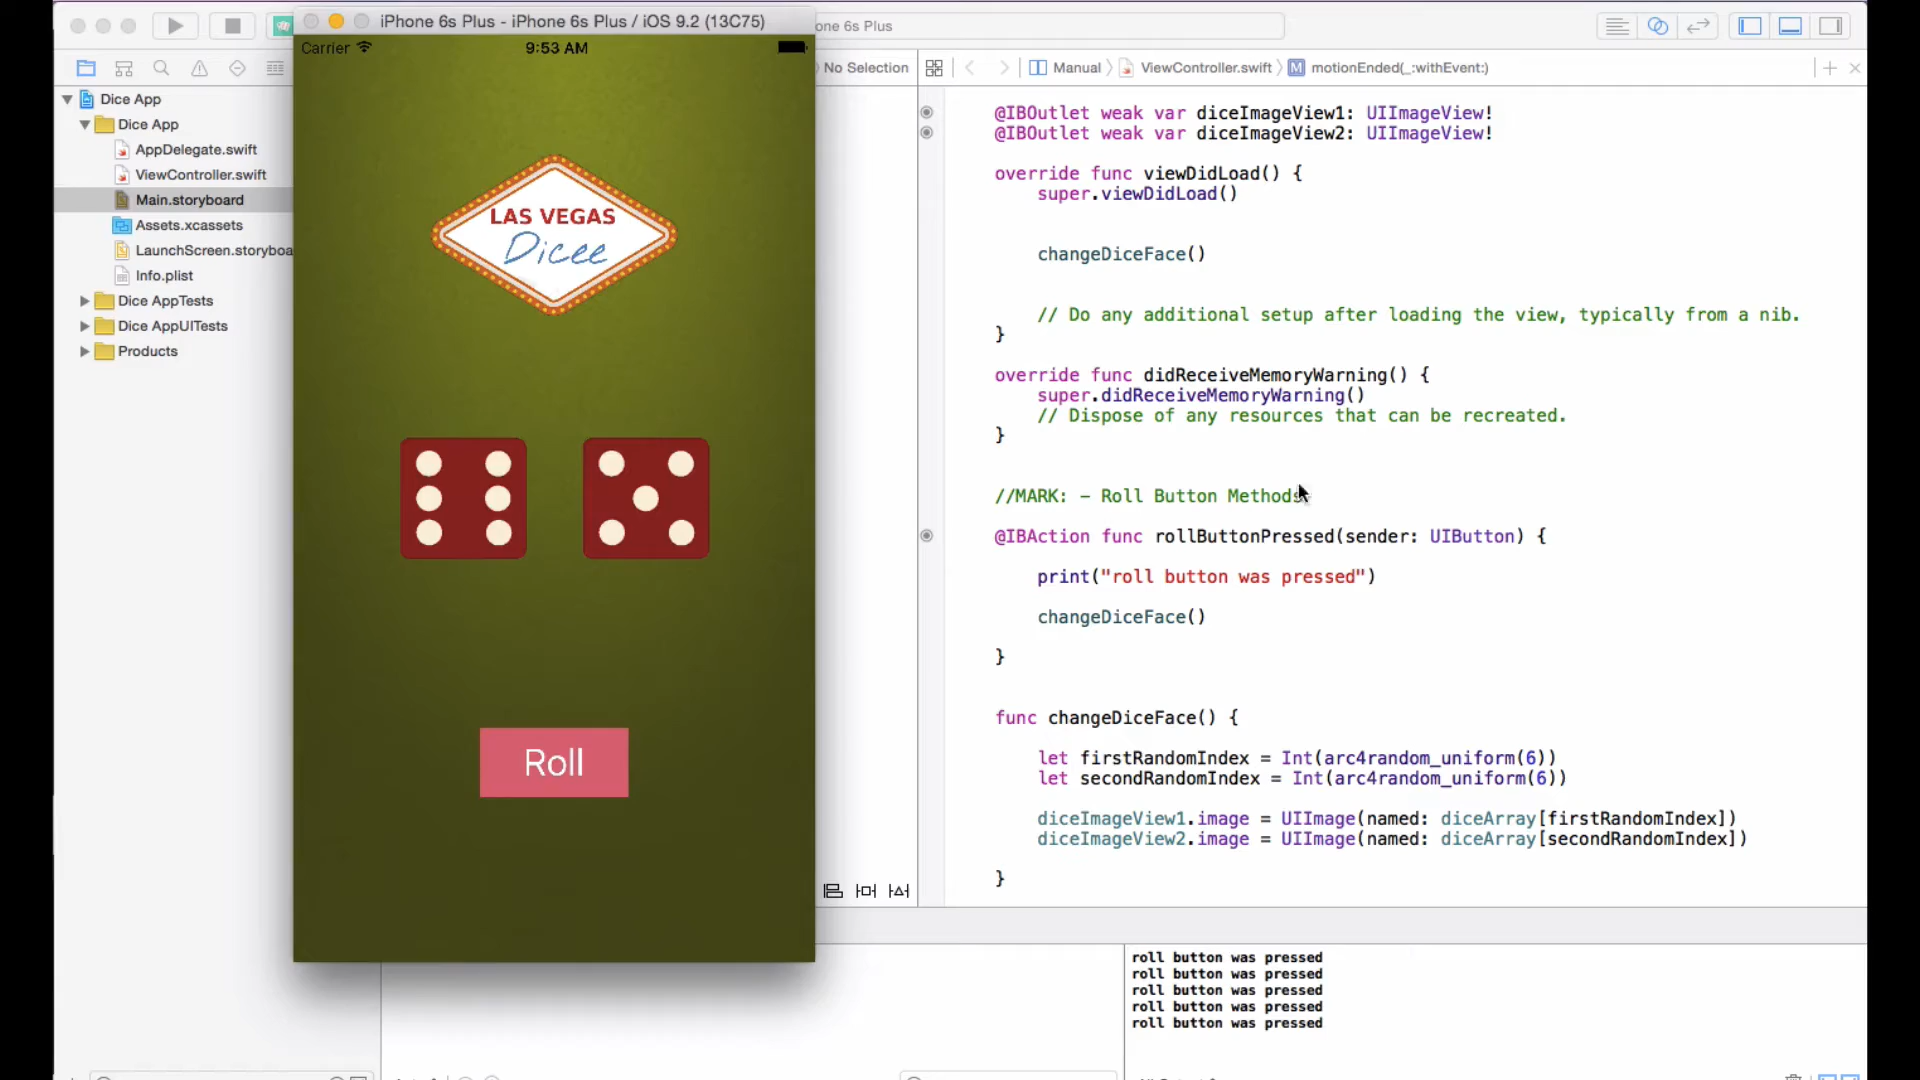 iPhone 6s Plus - iPhone 6s Plus / iOS 9.2 (13C75)
one 6s Plus
Carrier
9:53 AM
No Selection
Manual
ViewController.swift
M
motionEnded(_:withEvent:)
Dice App
Dice App
AppDelegate.swift
ViewController.swift
Main.storyboard
Assets.xcassets
LaunchScreen.storyboa
Info.plist
Dice AppTests
Dice AppUITests
Products
LAS VEGAS
Dicee
Roll
@IBOutlet weak var diceImageView1: UIImageView!
@IBOutlet weak var diceImageView2: UIImageView!
override func viewDidLoad() {
super.viewDidLoad()
changeDiceFace()
// Do any additional setup after loading the view, typically from a nib.
}
override func didReceiveMemoryWarning() {
super.didReceiveMemoryWarning()
// Dispose of any resources that can be recreated.
}
//MARK: - Roll Button Methods
@IBAction func rollButtonPressed(sender: UIButton) {
print("roll button was pressed")
changeDiceFace()
}
func changeDiceFace() {
let firstRandomIndex = Int(arc4random_uniform(6))
let secondRandomIndex = Int(arc4random_uniform(6))
diceImageView1.image = UIImage(named: diceArray[firstRandomIndex])
diceImageView2.image = UIImage(named: diceArray[secondRandomIndex])
}
roll button was pressed
roll button was pressed
roll button was pressed
roll button was pressed
roll button was pressed